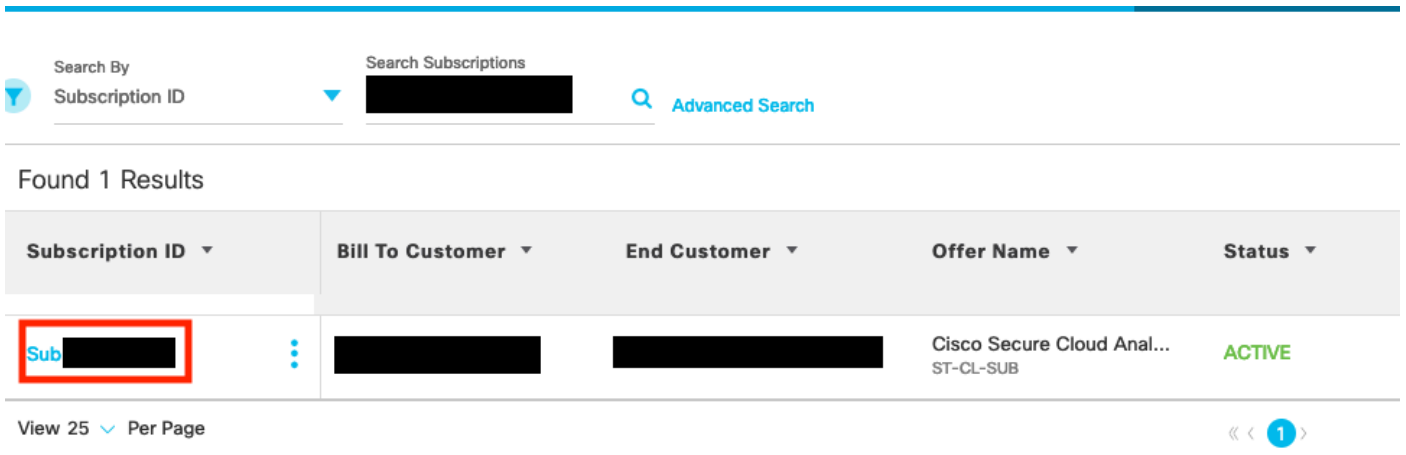 Search By
Search Subscriptions
Subscription ID
Advanced Search
Found 1 Results
Subscription ID Bill To Customer End Customer Offer Name Status
Sub
Cisco Secure Cloud Anal...
ACTIVE
ST-CL-SUB
View 25 Per Page
« < 1 >